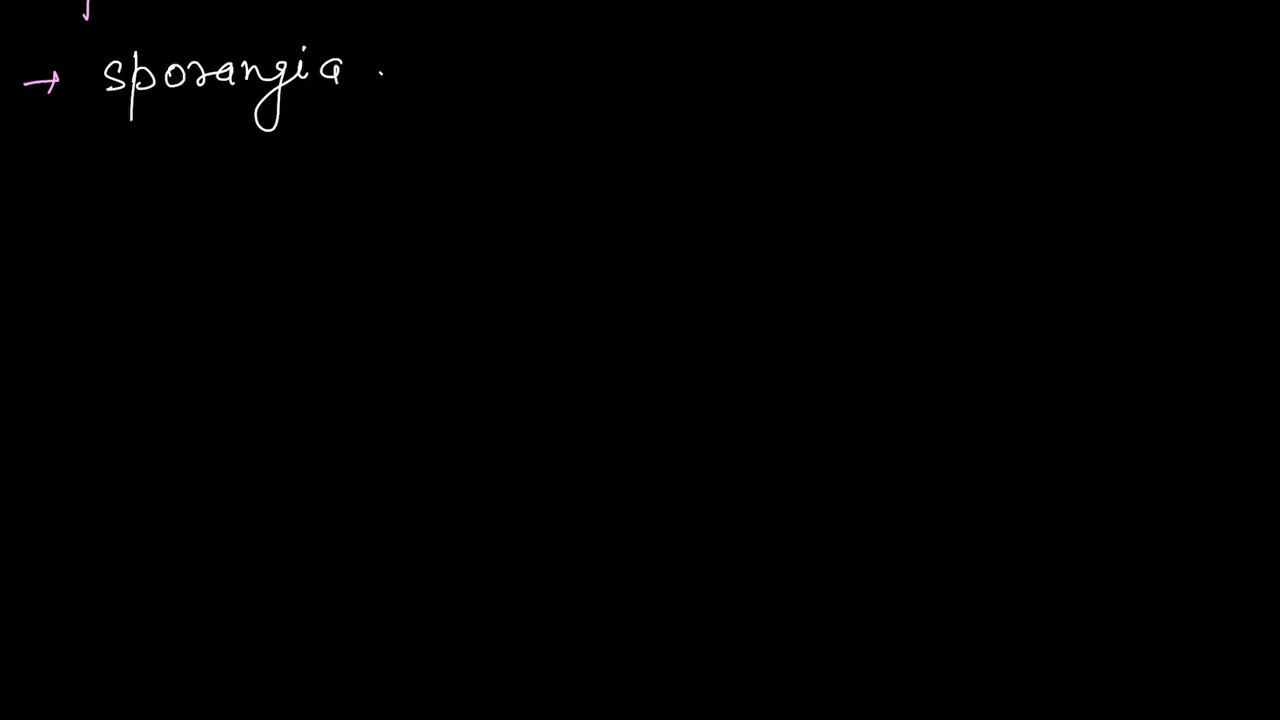 → sporangia .